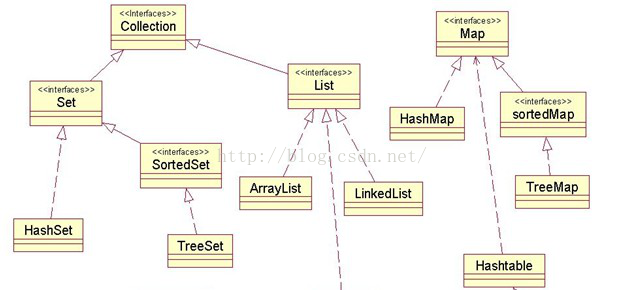 <<Interfaces>>
Collection
<<interfaces>>
Map
<<interfaces>>
Set
<<interfaces>>
List
HashMap
<<interfaces>>
sortedMap
<<interfaces>>
SortedSet
http://blog.csdn.net/
ArrayList
LinkedList
TreeMap
HashSet
TreeSet
Hashtable